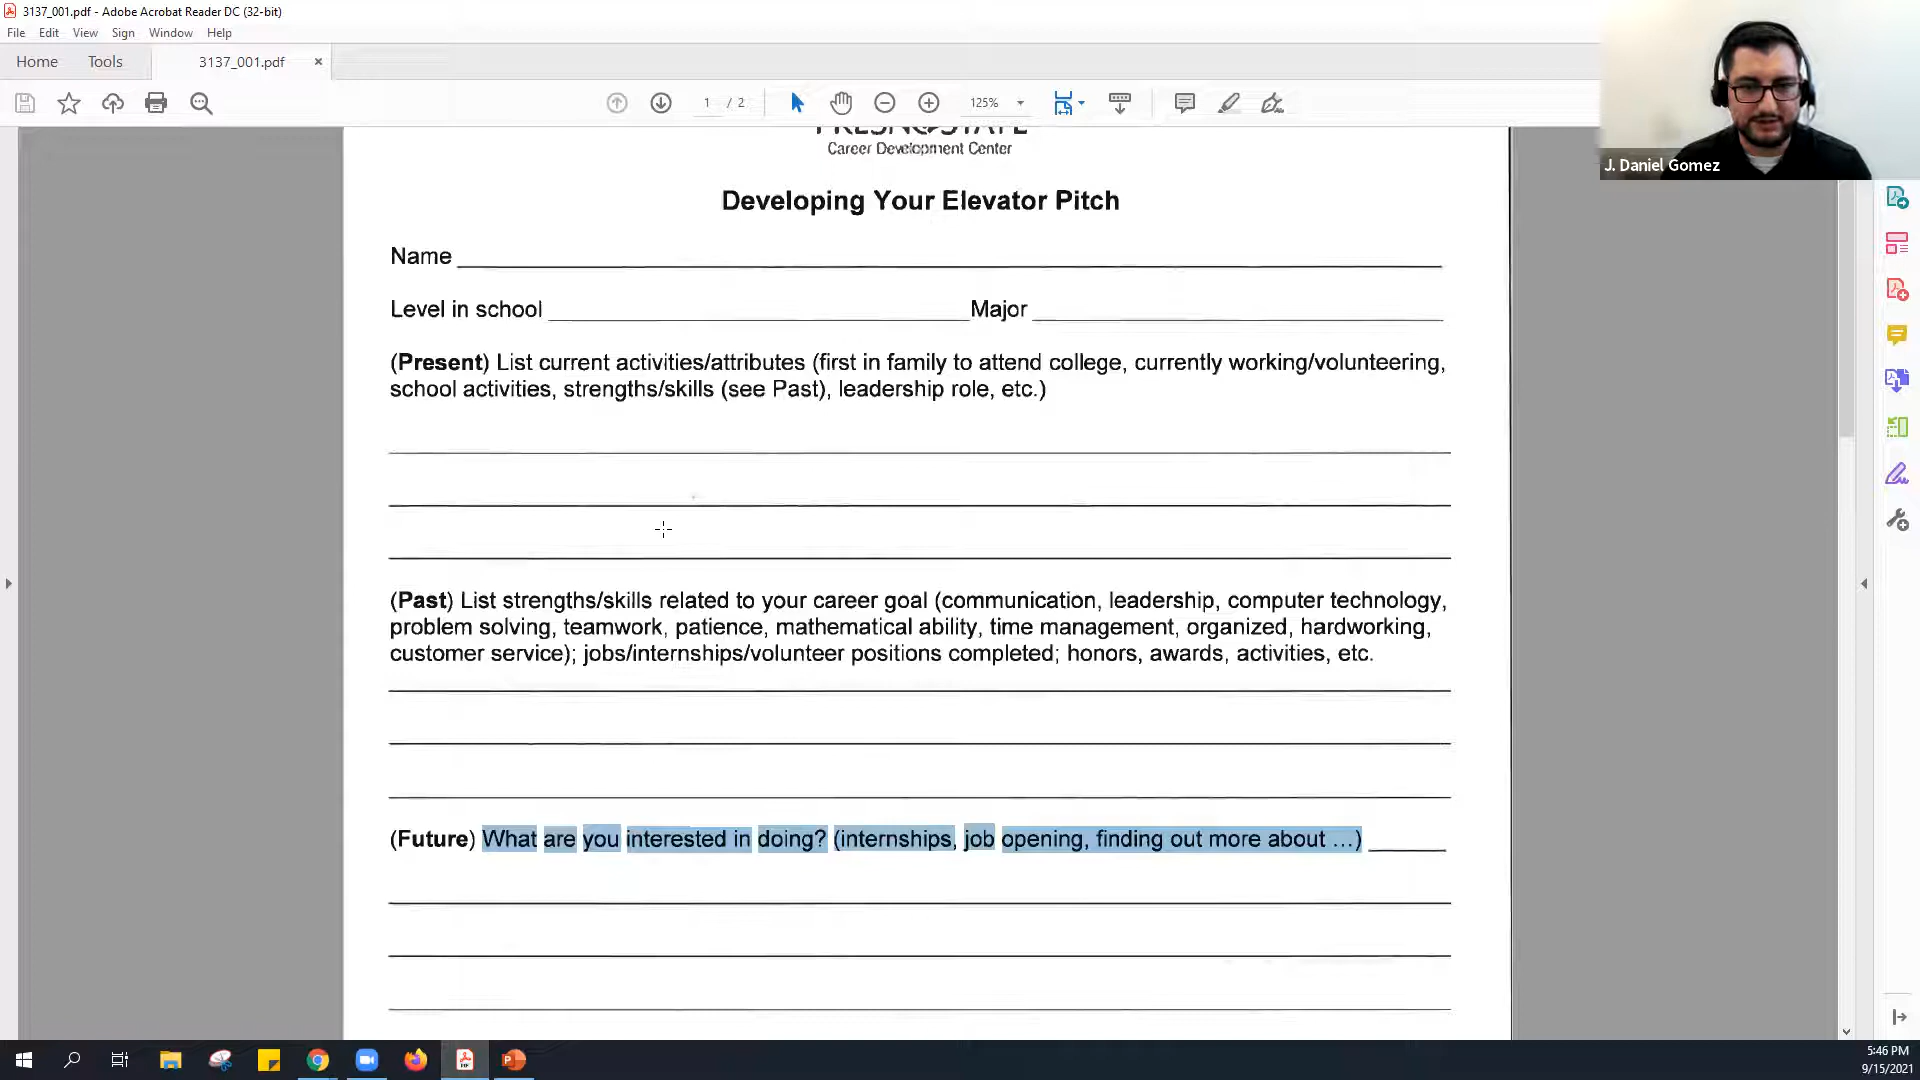 3137_001.pdf - Adobe Acrobat Reader DC (32-bit)
File Edit View Sign Window Help
Home Tools 3137_001.pdf ×
1 / 2 125%
J. Daniel Gomez
FRESNO STATE
Career Development Center
Developing Your Elevator Pitch
Name
Level in school Major
(Present) List current activities/attributes (first in family to attend college, currently working/volunteering,
school activities, strengths/skills (see Past), leadership role, etc.)
(Past) List strengths/skills related to your career goal (communication, leadership, computer technology,
problem solving, teamwork, patience, mathematical ability, time management, organized, hardworking,
customer service); jobs/internships/volunteer positions completed; honors, awards, activities, etc.
(Future) What are you interested in doing? (internships, job opening, finding out more about ...)
5:46 PM
9/15/2021